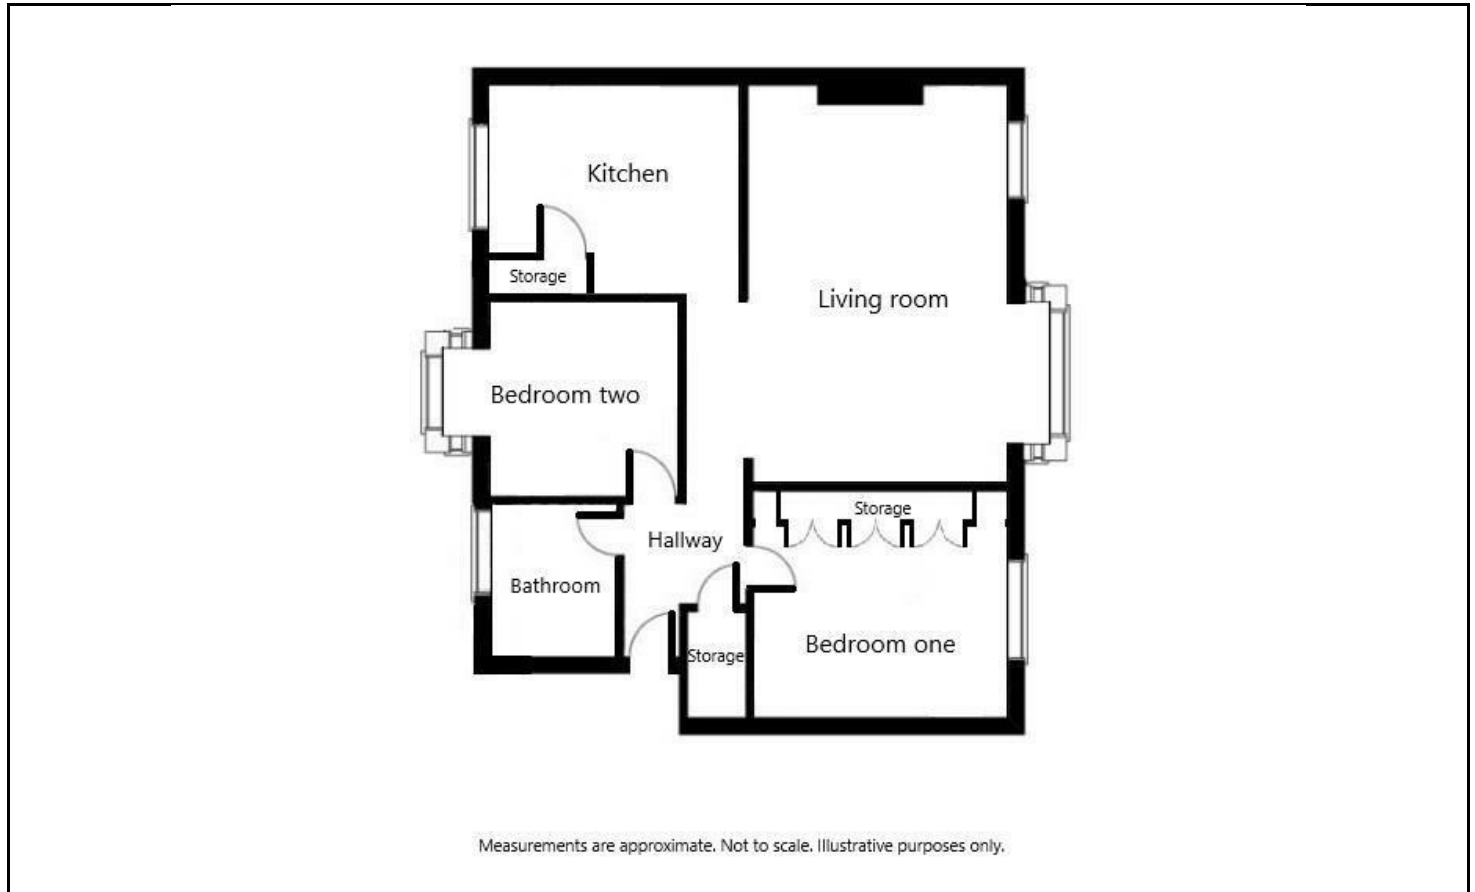 Kitchen
Storage
Living room
Bedroom two
Storage
Hallway
Bathroom
Bedroom one
Storage
Measurements are approximate. Not to scale. Illustrative purposes only.